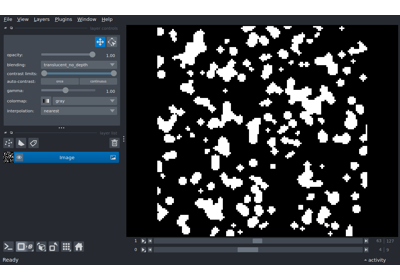 File View Layers Plugins Window Help
opacity: 1.00
blending: translucent_no_depth
contrast limits:
auto-contrast: once continuous
gamma: 1.00
colormap: gray
interpolation: nearest
Image
1
0
Ready
activity